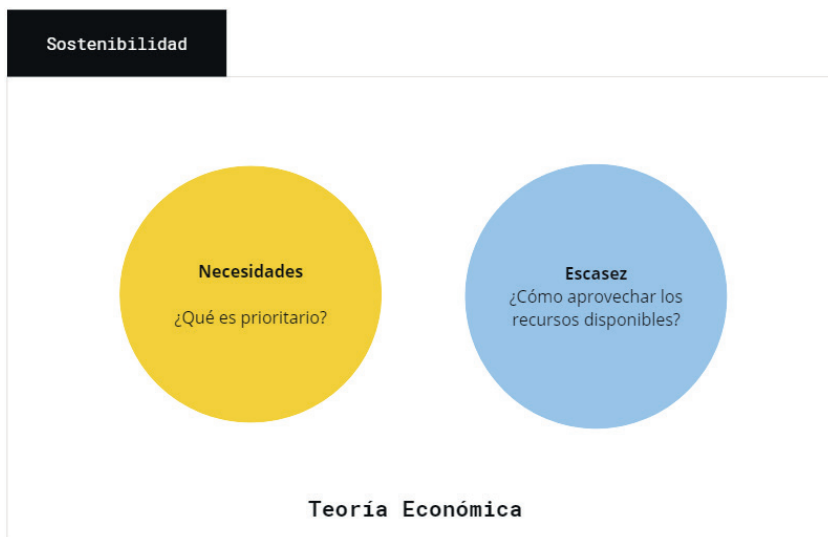 Sostenibilidad
Necesidades
¿Qué es prioritario?
Escasez
¿Cómo aprovechar los
recursos disponibles?
Teoría Económica